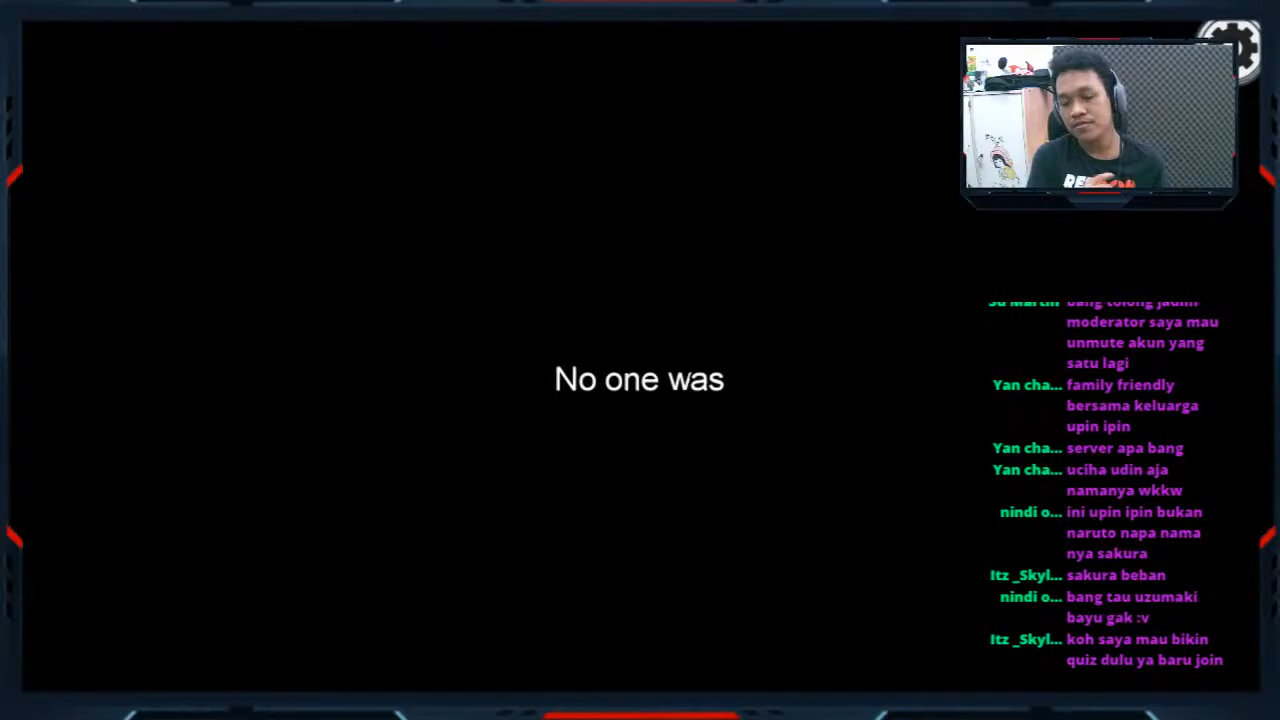 No one was
bang tolong jadiin
moderator saya mau
unmute akun yang
satu lagi
Yan cha... family friendly
bersama keluarga
upin ipin
Yan cha... server apa bang
Yan cha... uciha udin aja
namanya wkkw
nindi o... ini upin ipin bukan
naruto napa nama
nya sakura
Itz _Skyl... sakura beban
nindi o... bang tau uzumaki
bayu gak :v
Itz _Skyl... koh saya mau bikin
quiz dulu ya baru join